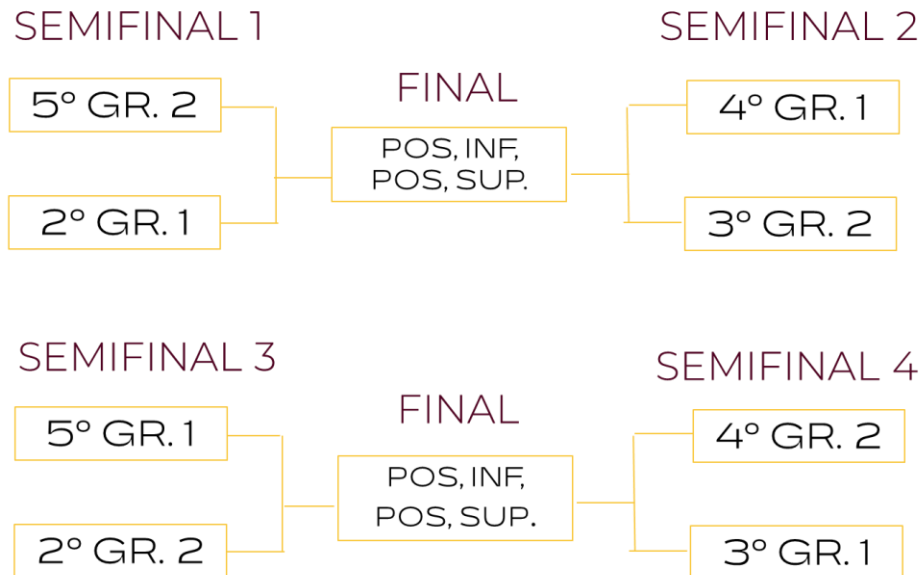 SEMIFINAL 1
SEMIFINAL 2
5º GR. 2
FINAL
4º GR. 1
POS, INF,
POS, SUP.
2º GR. 1
3º GR. 2
SEMIFINAL 3
SEMIFINAL 4
5º GR. 1
FINAL
4º GR. 2
POS, INF,
POS, SUP.
2º GR. 2
3º GR. 1